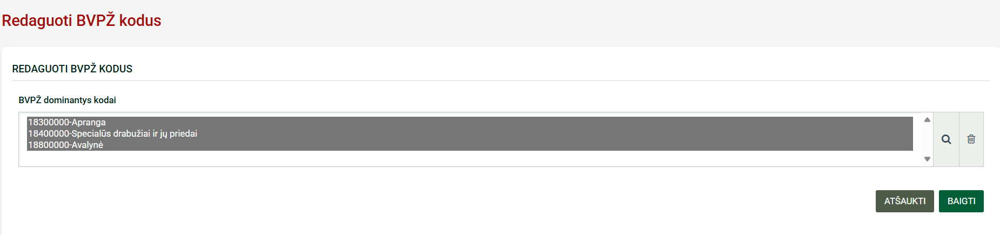 Redaguoti BVPŽ kodus
REDAGUOTI BVPŽ KODUS
BVPŽ dominantys kodai
18300000-Apranga
18400000-Specialūs drabužiai ir jų priedai
18800000-Avalynė
ATŠAUKTI
BAIGTI